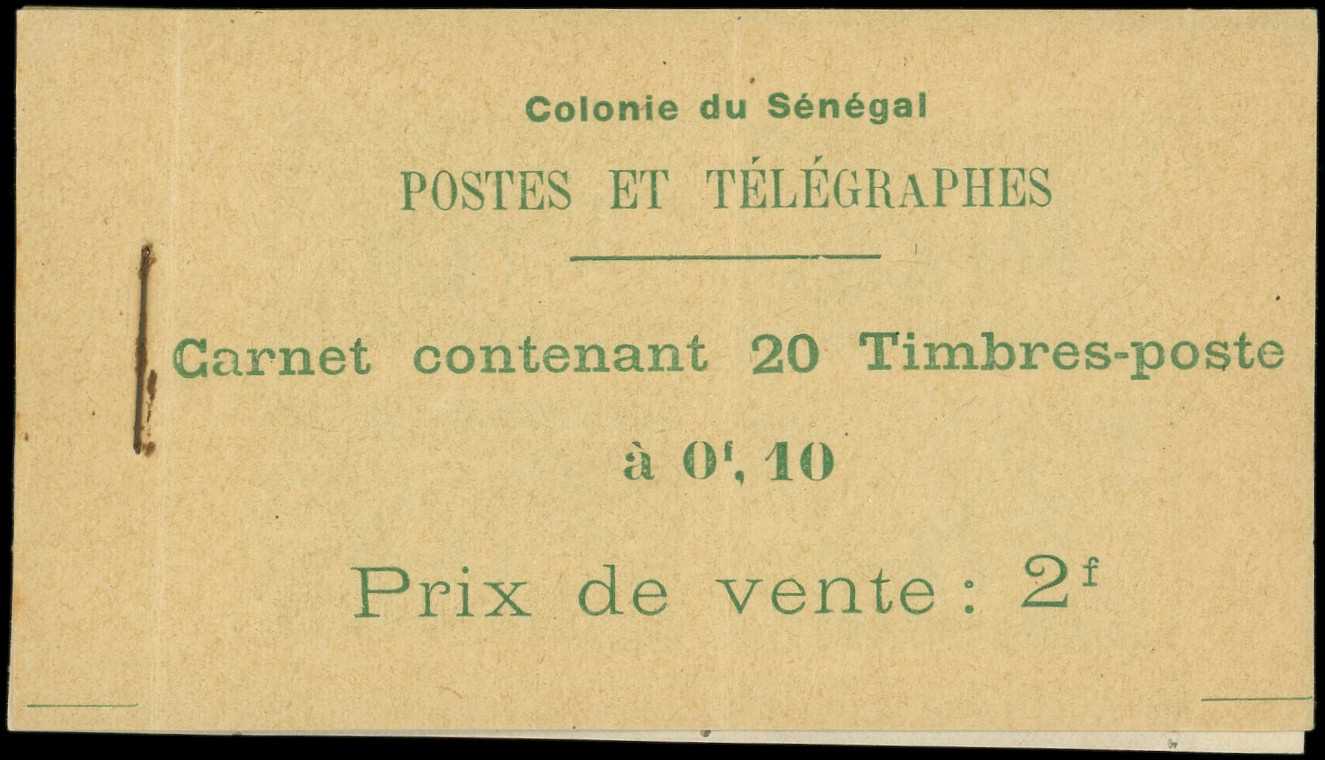 Colonie du Sénégal
POSTES ET TÉLÉGRAPHES
Carnet contenant 20 Timbres-poste
à 0f, 10
Prix de vente : 2f